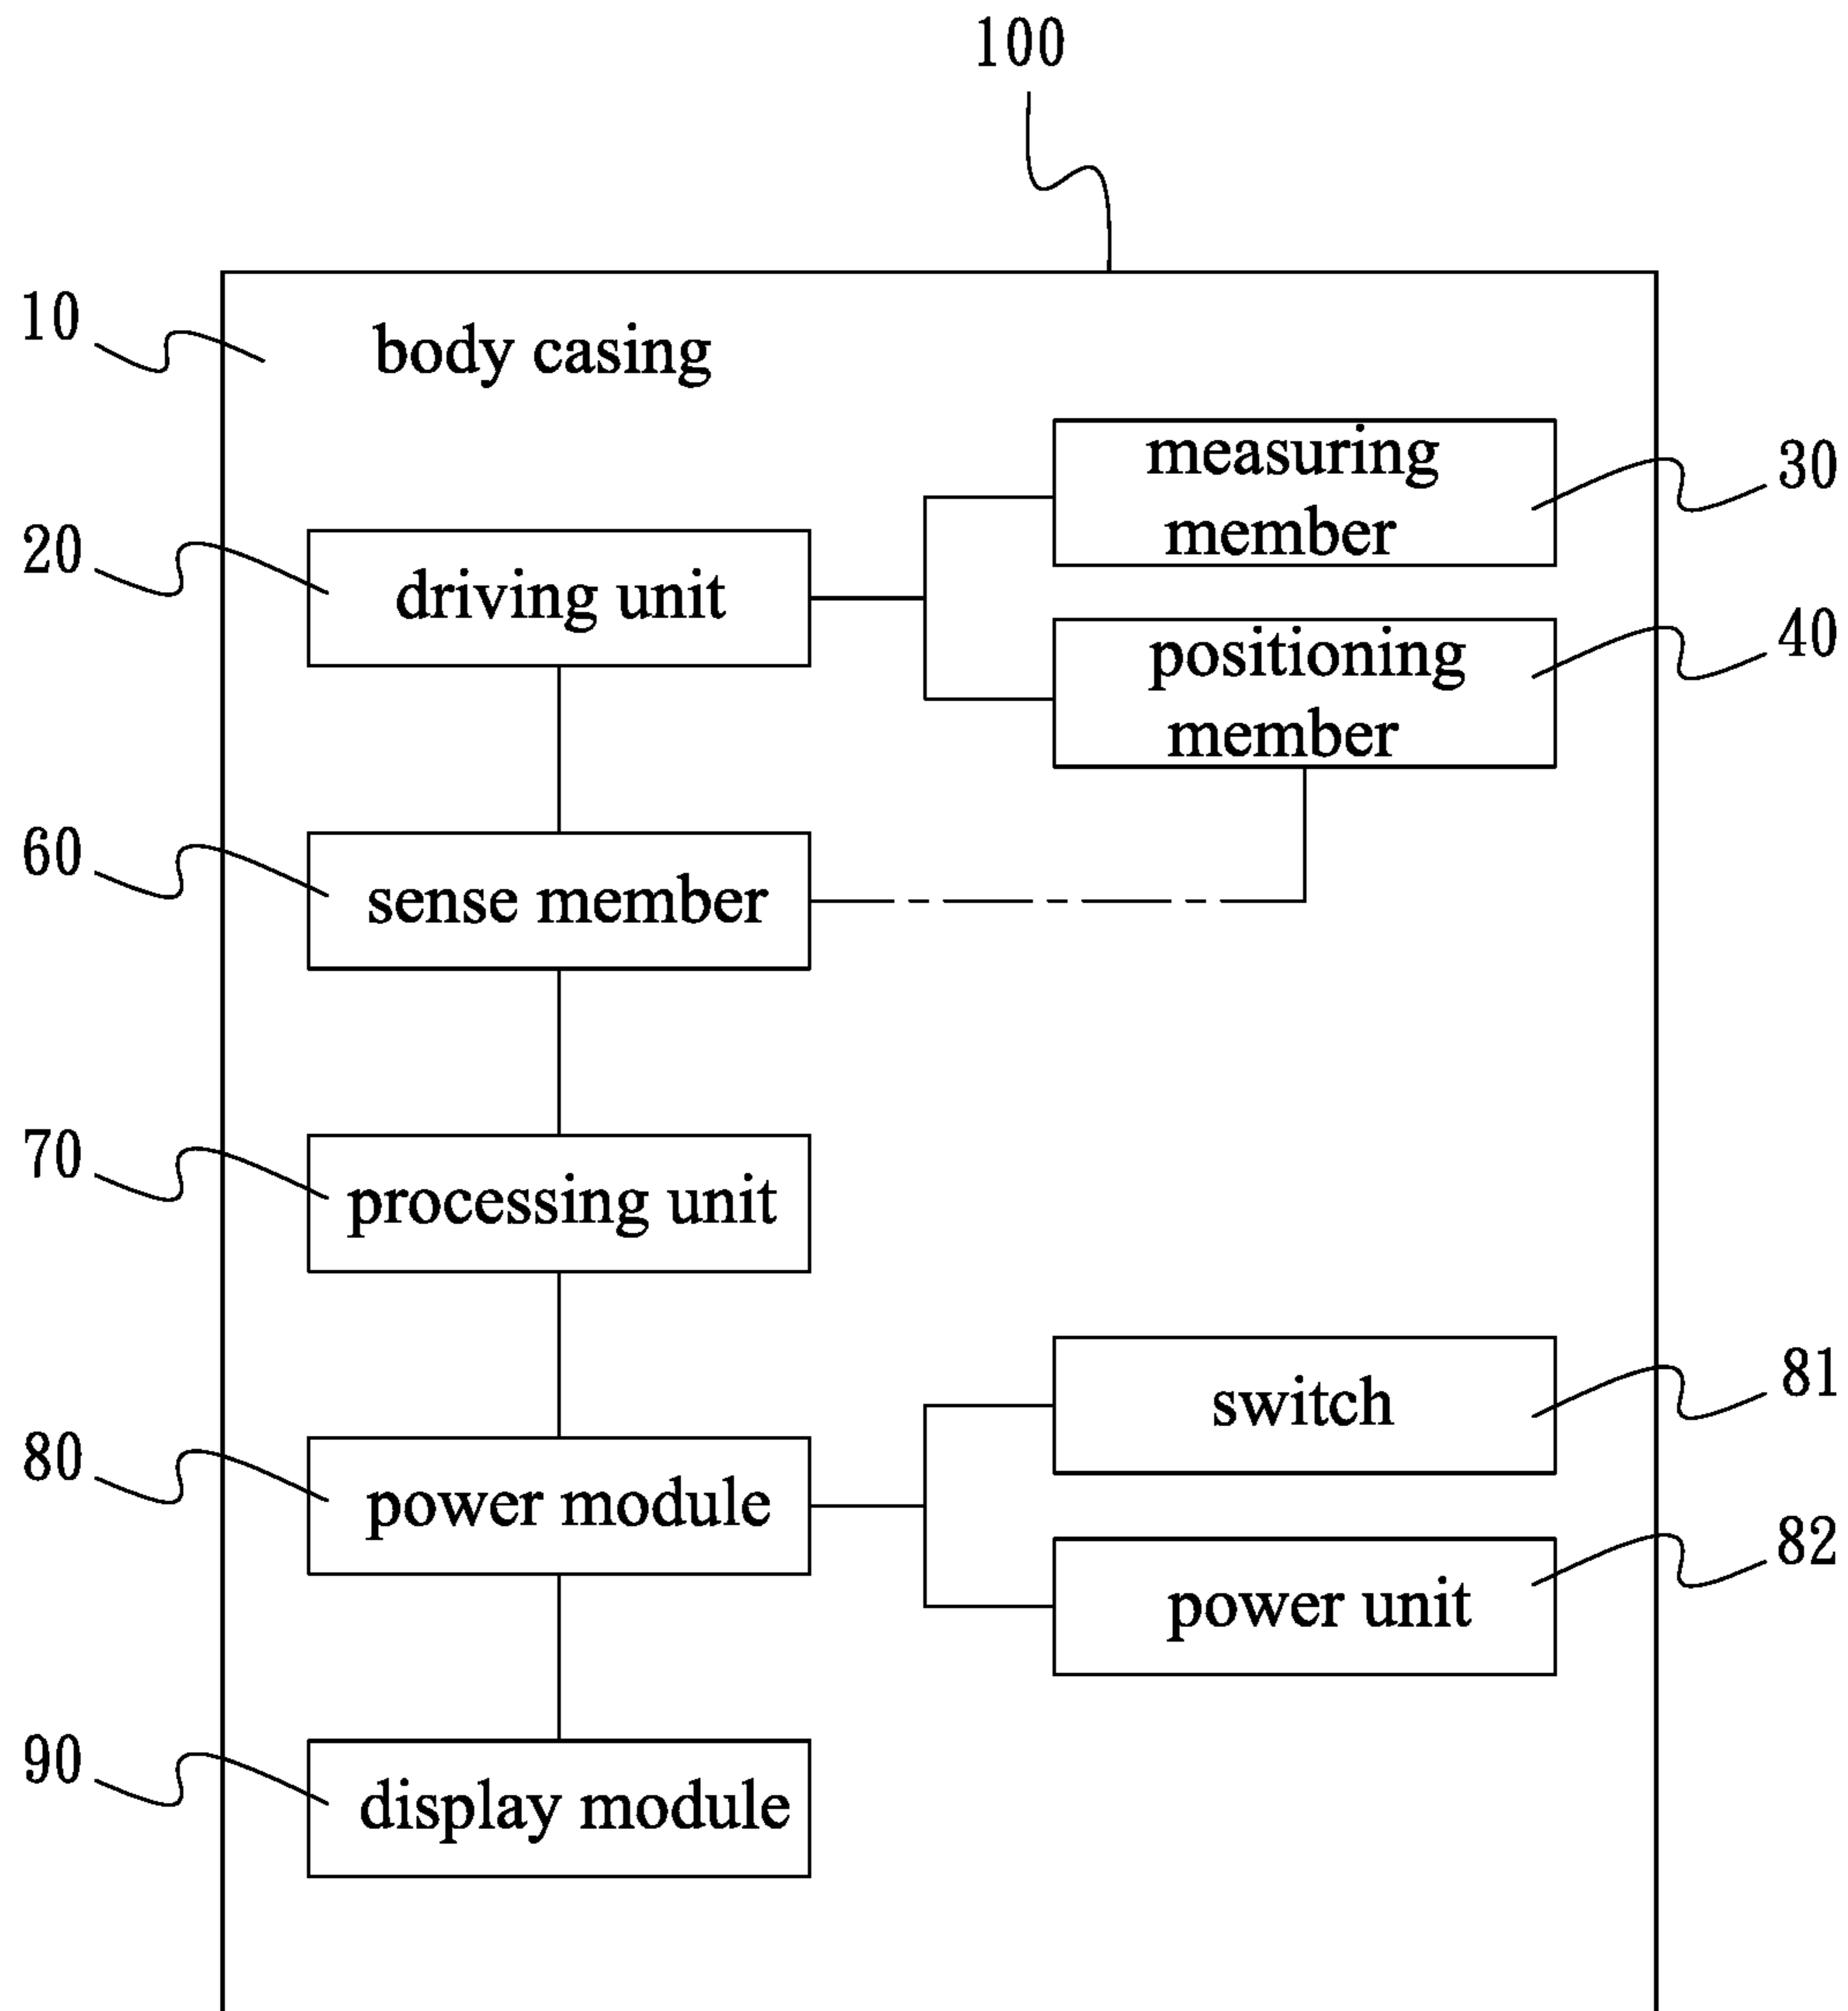 100
10
body casing
measuring
member
30
20
driving unit
positioning
member
40
60
sense member
70
processing unit
switch
81
80
power module
power unit
82
90
display module